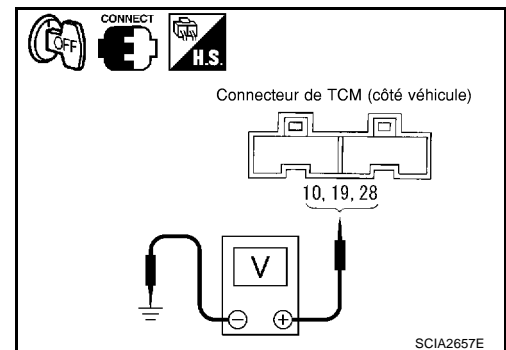 CONNECT
OFF
H.S.
Connecteur de TCM (côté véhicule)
10, 19, 28
V
− +
SCIA2657E